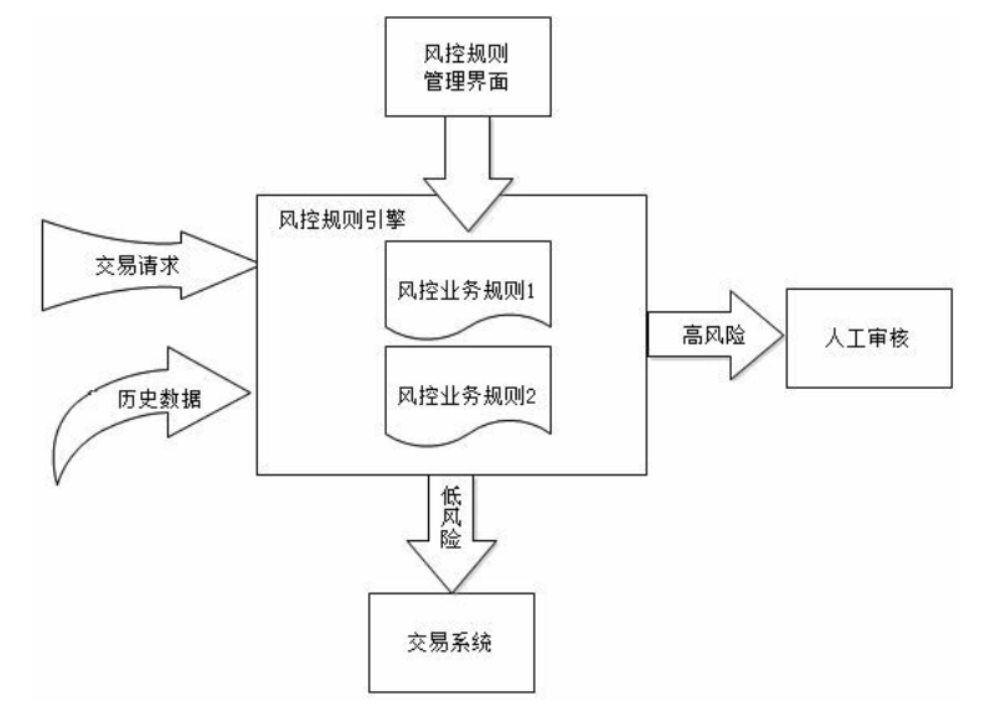 风控规则
管理界面
风控规则引擎
交易请求
风控业务规则1
高风险
人工审核
历史数据
风控业务规则2
低
风
险
交易系统